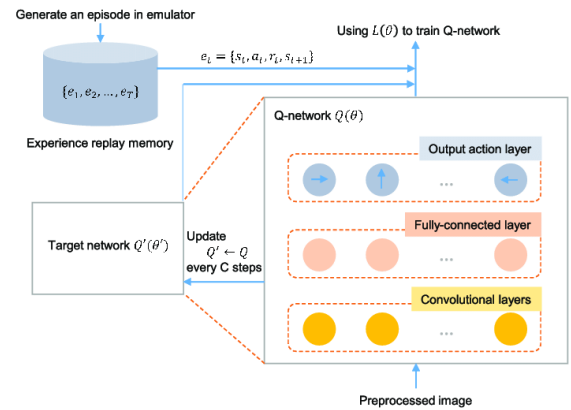 Generate an episode in emulator
Using L(θ) to train Q-network
e_t = {s_t, a_t, r_t, s_{t+1}}
{e_1, e_2, ..., e_T}
Experience replay memory
Q-network Q(θ)
Output action layer
...
Fully-connected layer
...
Convolutional layers
...
Target network Q'(θ')
Update
Q' ← Q
every C steps
Preprocessed image